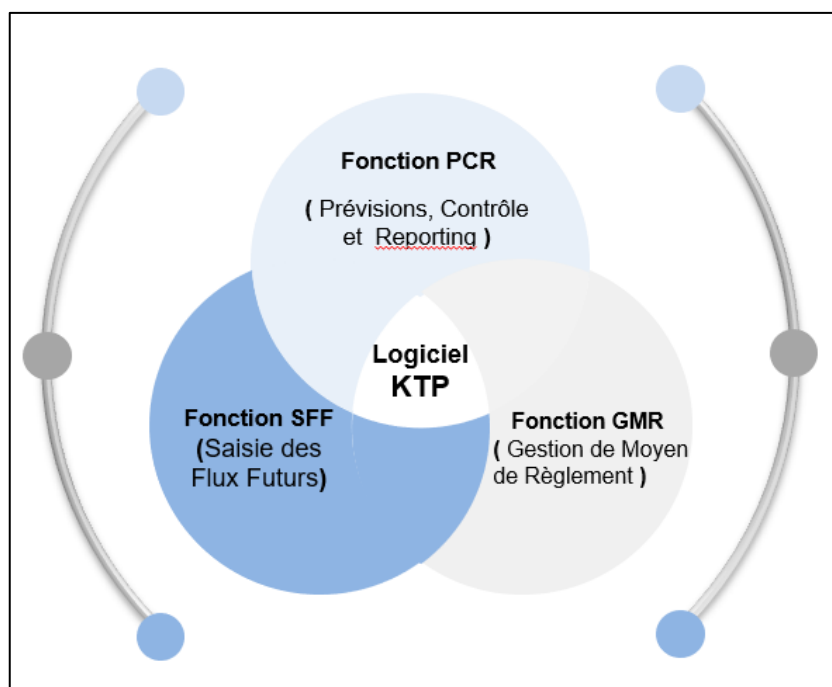 Fonction PCR
( Prévisions, Contrôle
et Reporting )
Logiciel
KTP
Fonction SFF
(Saisie des
Flux Futurs)
Fonction GMR
( Gestion de Moyen
de Règlement )